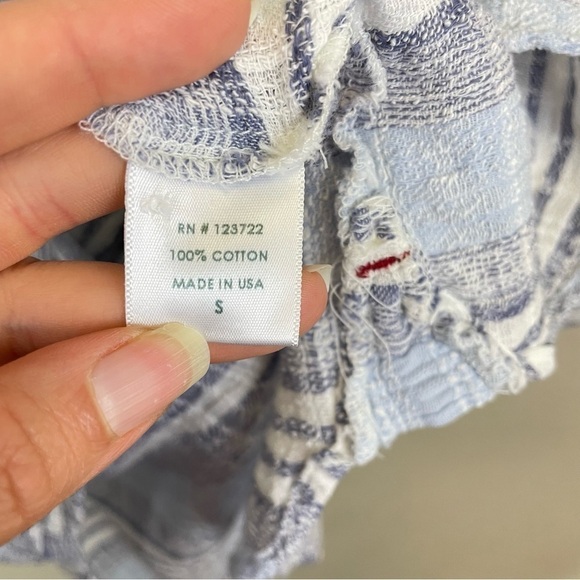 RN # 123722
100% COTTON
MADE IN USA
S